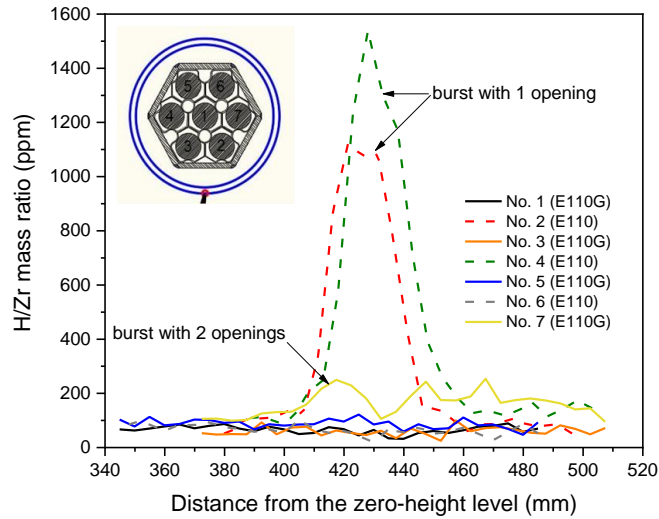 1600
1400
1200
1000
800
600
400
200
0
H/Zr mass ratio (ppm)
5 6
4 1 7
3 2
burst with 1 opening
No. 1 (E110G)
No. 2 (E110)
No. 3 (E110G)
No. 4 (E110)
No. 5 (E110G)
No. 6 (E110)
No. 7 (E110G)
burst with 2 openings
340 360 380 400 420 440 460 480 500 520
Distance from the zero-height level (mm)